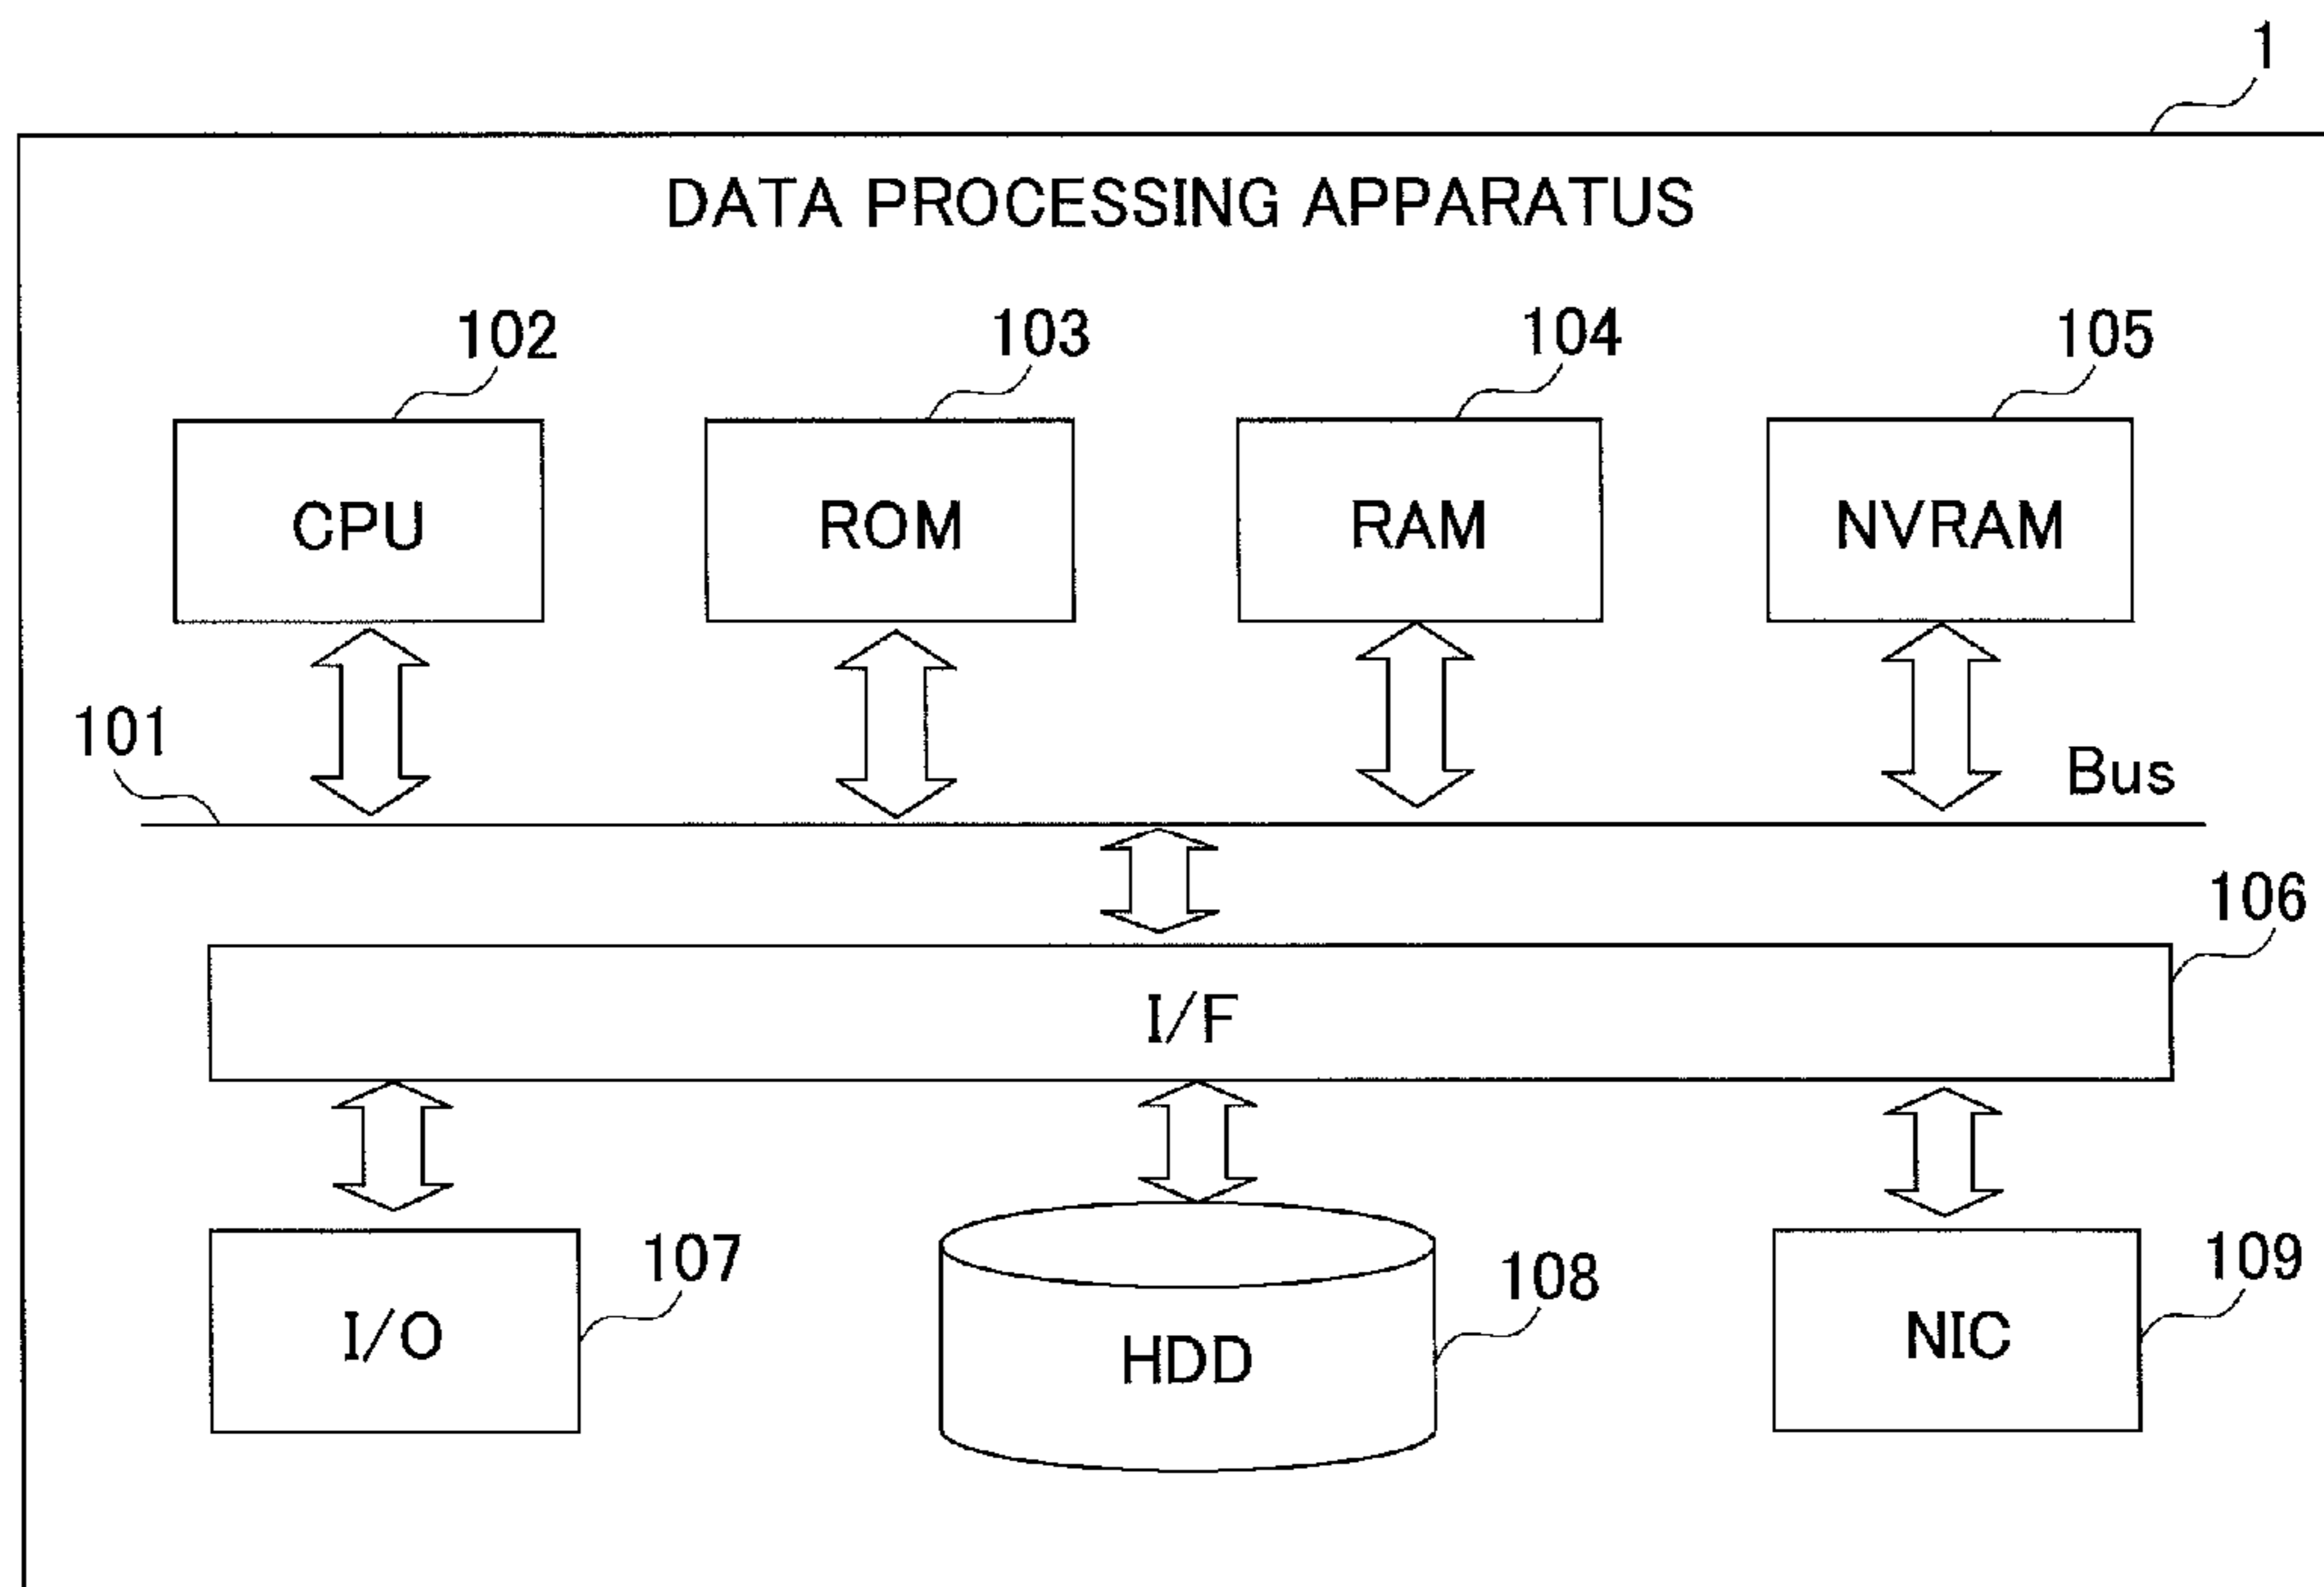 1
DATA PROCESSING APPARATUS
102 103 104 105
CPU ROM RAM NVRAM
101
Bus
106
I/F
107 108 109
I/O HDD NIC